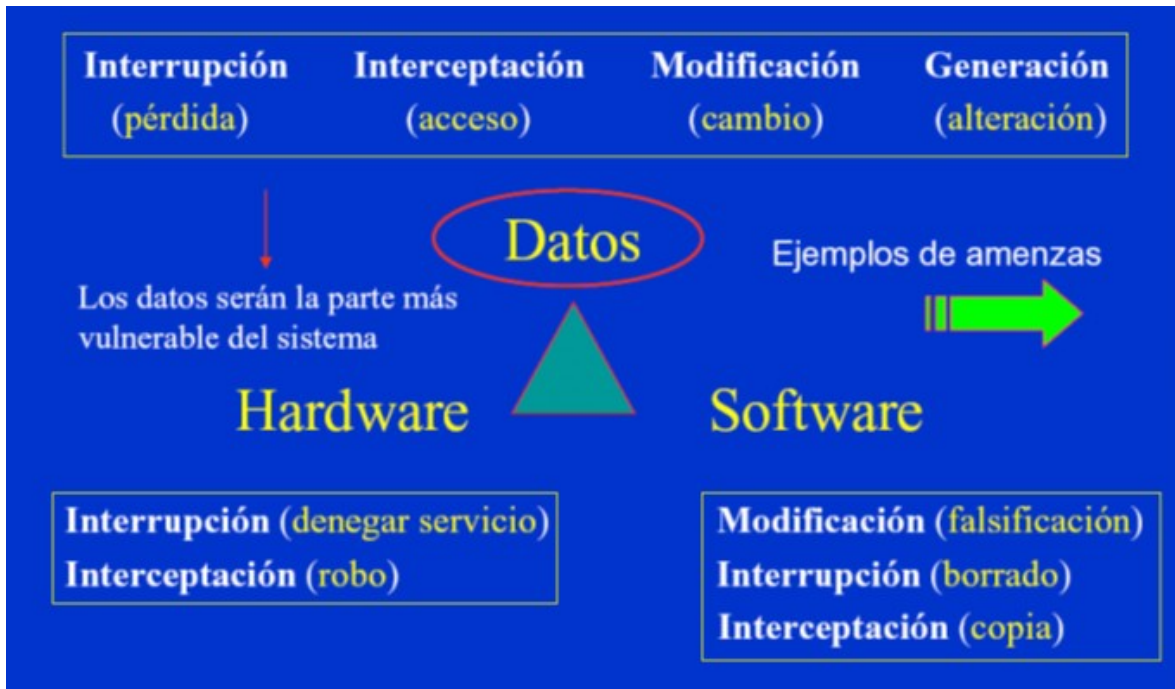 Interrupción Interceptación Modificación Generación
(pérdida) (acceso) (cambio) (alteración)
Datos
Ejemplos de amenzas
Los datos serán la parte más
vulnerable del sistema
Hardware Software
Interrupción (denegar servicio)
Interceptación (robo)
Modificación (falsificación)
Interrupción (borrado)
Interceptación (copia)